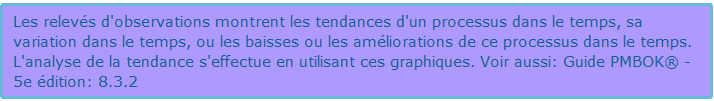 Les relevés d'observations montrent les tendances d'un processus dans le temps, sa
variation dans le temps, ou les baisses ou les améliorations de ce processus dans le temps.
L'analyse de la tendance s'effectue en utilisant ces graphiques. Voir aussi: Guide PMBOK® -
5e édition: 8.3.2